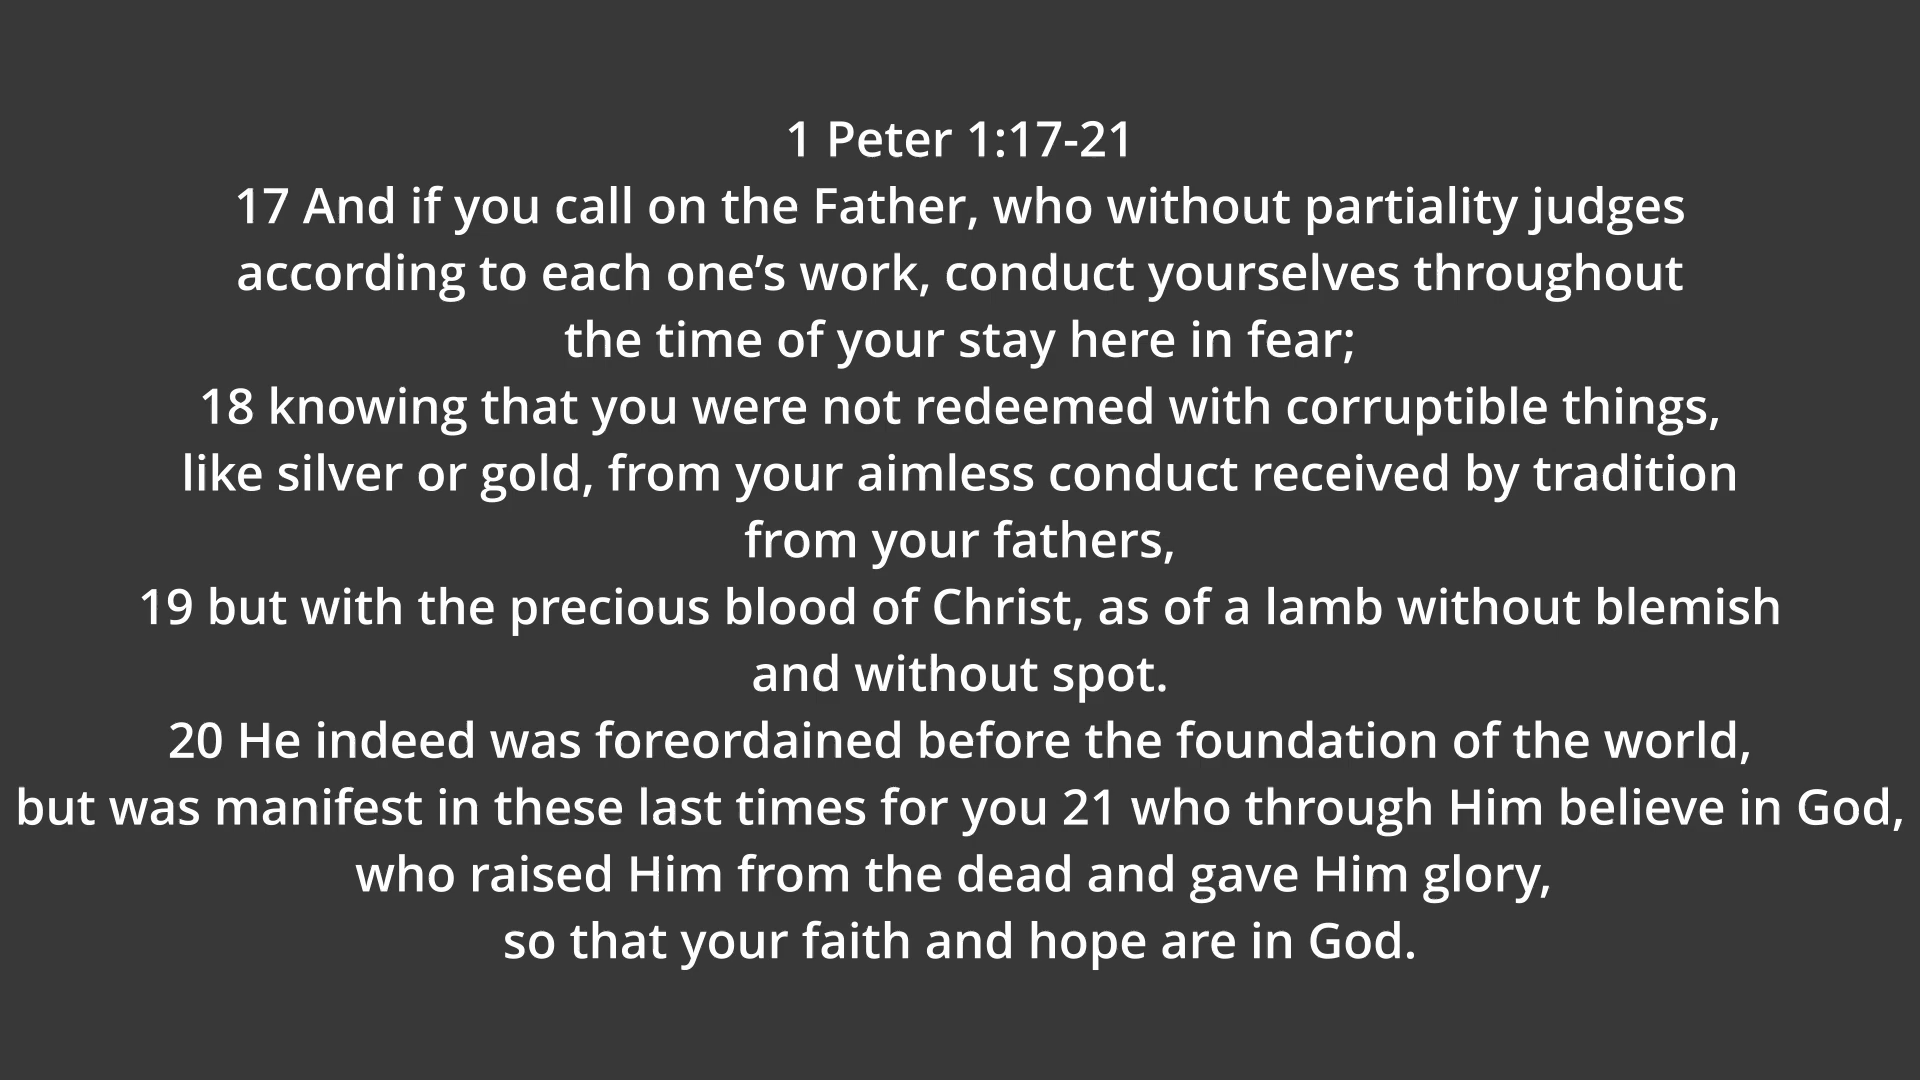 1 Peter 1:17-21
17 And if you call on the Father, who without partiality judges
according to each one’s work, conduct yourselves throughout
the time of your stay here in fear;
18 knowing that you were not redeemed with corruptible things,
like silver or gold, from your aimless conduct received by tradition
from your fathers,
19 but with the precious blood of Christ, as of a lamb without blemish
and without spot.
20 He indeed was foreordained before the foundation of the world,
but was manifest in these last times for you 21 who through Him believe in God,
who raised Him from the dead and gave Him glory,
so that your faith and hope are in God.